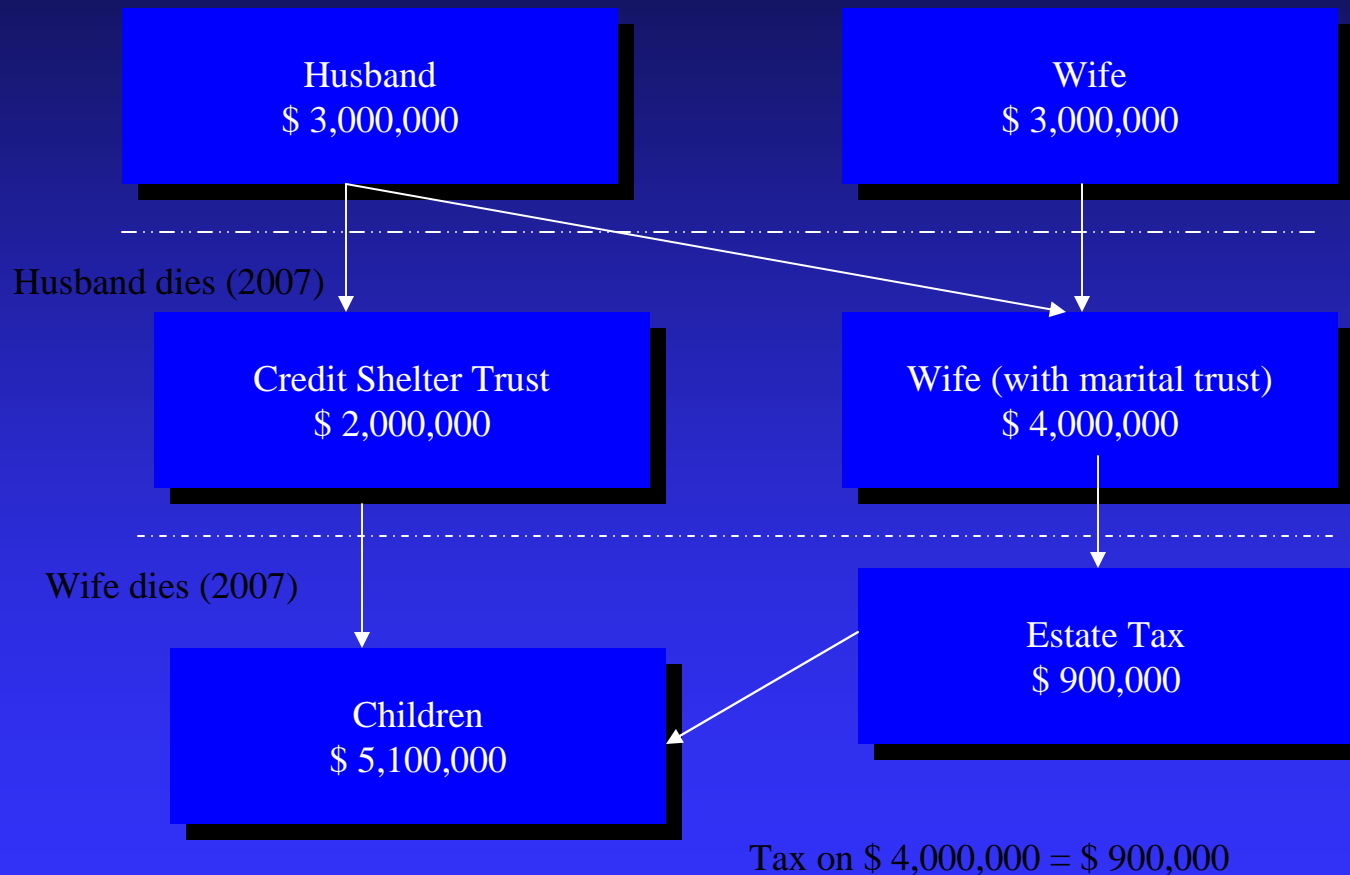 Husband
$ 3,000,000
Wife
$ 3,000,000
Husband dies (2007)
Credit Shelter Trust
$ 2,000,000
Wife (with marital trust)
$ 4,000,000
Wife dies (2007)
Estate Tax
$ 900,000
Children
$ 5,100,000
Tax on $ 4,000,000 = $ 900,000